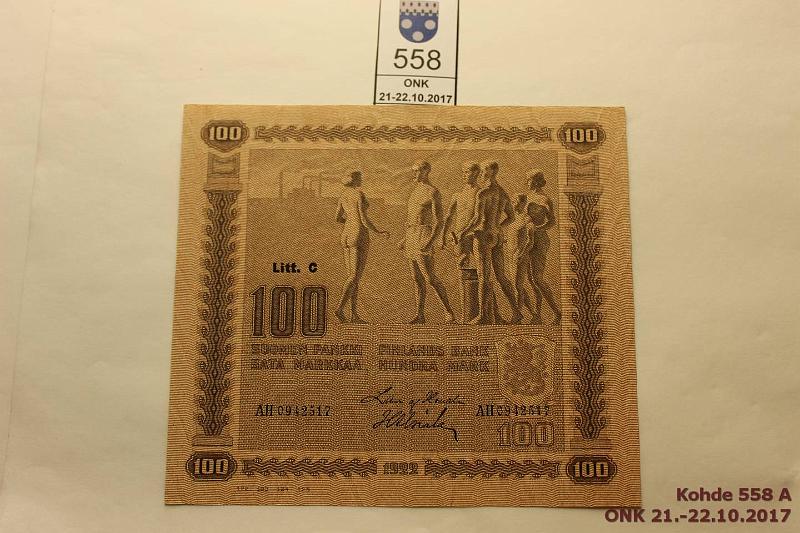 558
ONK
21-22.10.2017
100 100
Litt. C
100
SUOMEN PANKKI FINLANDS BANK
SATA MARKKAA HUNDRA MARK
AH 0942517 AH 0942517
100
100 1922 100
Kohde 558 A
ONK 21.-22.10.2017